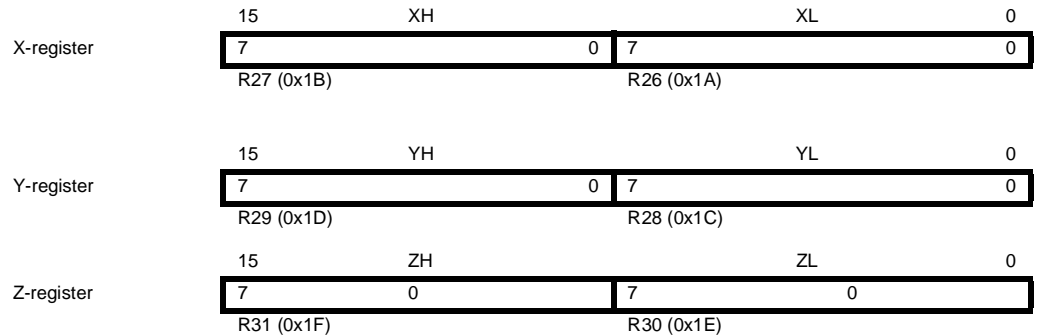 15 XH XL 0
X-register 7 0 7 0
R27 (0x1B) R26 (0x1A)
15 YH YL 0
Y-register 7 0 7 0
R29 (0x1D) R28 (0x1C)
15 ZH ZL 0
Z-register 7 0 7 0
R31 (0x1F) R30 (0x1E)